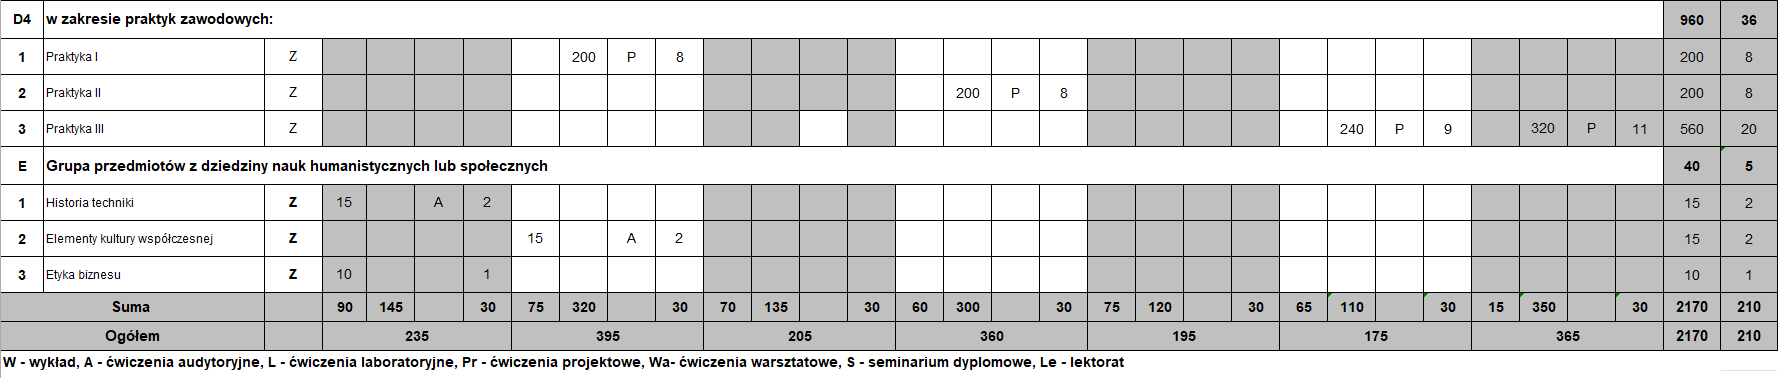 D4 w zakresie praktyk zawodowych: 960 36
1 Praktyka I Z 200 P 8 200 8
2 Praktyka II Z 200 P 8 200 8
3 Praktyka III Z 240 P 9 320 P 11 560 20
E Grupa przedmiotów z dziedziny nauk humanistycznych lub społecznych 40 5
1 Historia techniki Z 15 A 2 15 2
2 Elementy kultury współczesnej Z 15 A 2 15 2
3 Etyka biznesu Z 10 1 10 1
Suma 90 145 30 75 320 30 70 135 30 60 300 30 75 120 30 65 110 30 15 350 30 2170 210
Ogółem 235 395 205 360 195 175 365 2170 210
W - wykład, A - ćwiczenia audytoryjne, L - ćwiczenia laboratoryjne, Pr - ćwiczenia projektowe, Wa- ćwiczenia warsztatowe, S - seminarium dyplomowe, Le - lektorat